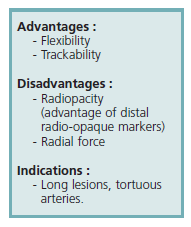 Advantages :
- Flexibility
- Trackability
Disadvantages :
- Radiopacity
(advantage of distal
radio-opaque markers)
- Radial force
Indications :
- Long lesions, tortuous
arteries.